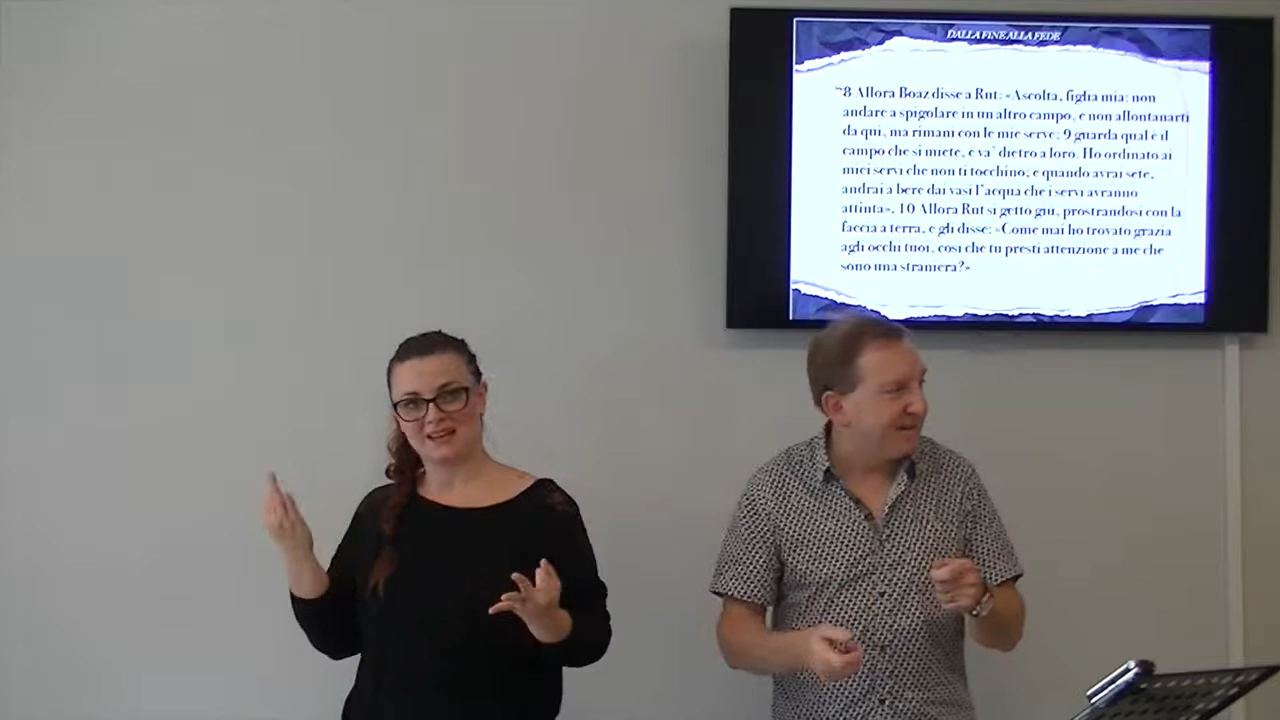 DALLA FINE ALLA FEDE
"8 Allora Boaz disse a Rut: «Ascolta, figlia mia; non
andare a spigolare in un altro campo, e non allontanarti
da qui, ma rimani con le mie serve; 9 guarda qual è il
campo che si miete, e va' dietro a loro. Ho ordinato ai
miei servi che non ti tocchino; e quando avrai sete,
andrai a bere dai vasi l'acqua che i servi avranno
attinta». 10 Allora Rut si gettò giù, prostrandosi con la
faccia a terra, e gli disse: «Come mai ho trovato grazia
agli occhi tuoi, così che tu presti attenzione a me che
sono una straniera?»